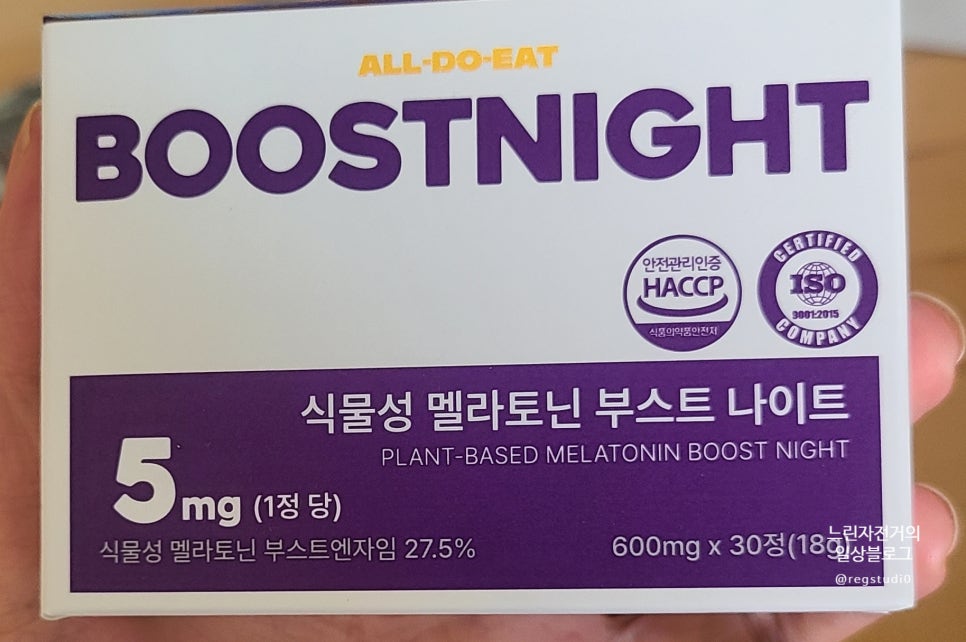 ALL-DO-EAT
BOOSTNIGHT
안전관리인증
HACCP
식품의약품안전처
CERTIFIED
ISO
9001:2015
COMPANY
식물성 멜라토닌 부스트 나이트
PLANT-BASED MELATONIN BOOST NIGHT
5mg (1정 당)
식물성 멜라토닌 부스트엔자임 27.5%
600mg x 30정(18g)
느린자전거의
일상블로그
@regstudi0